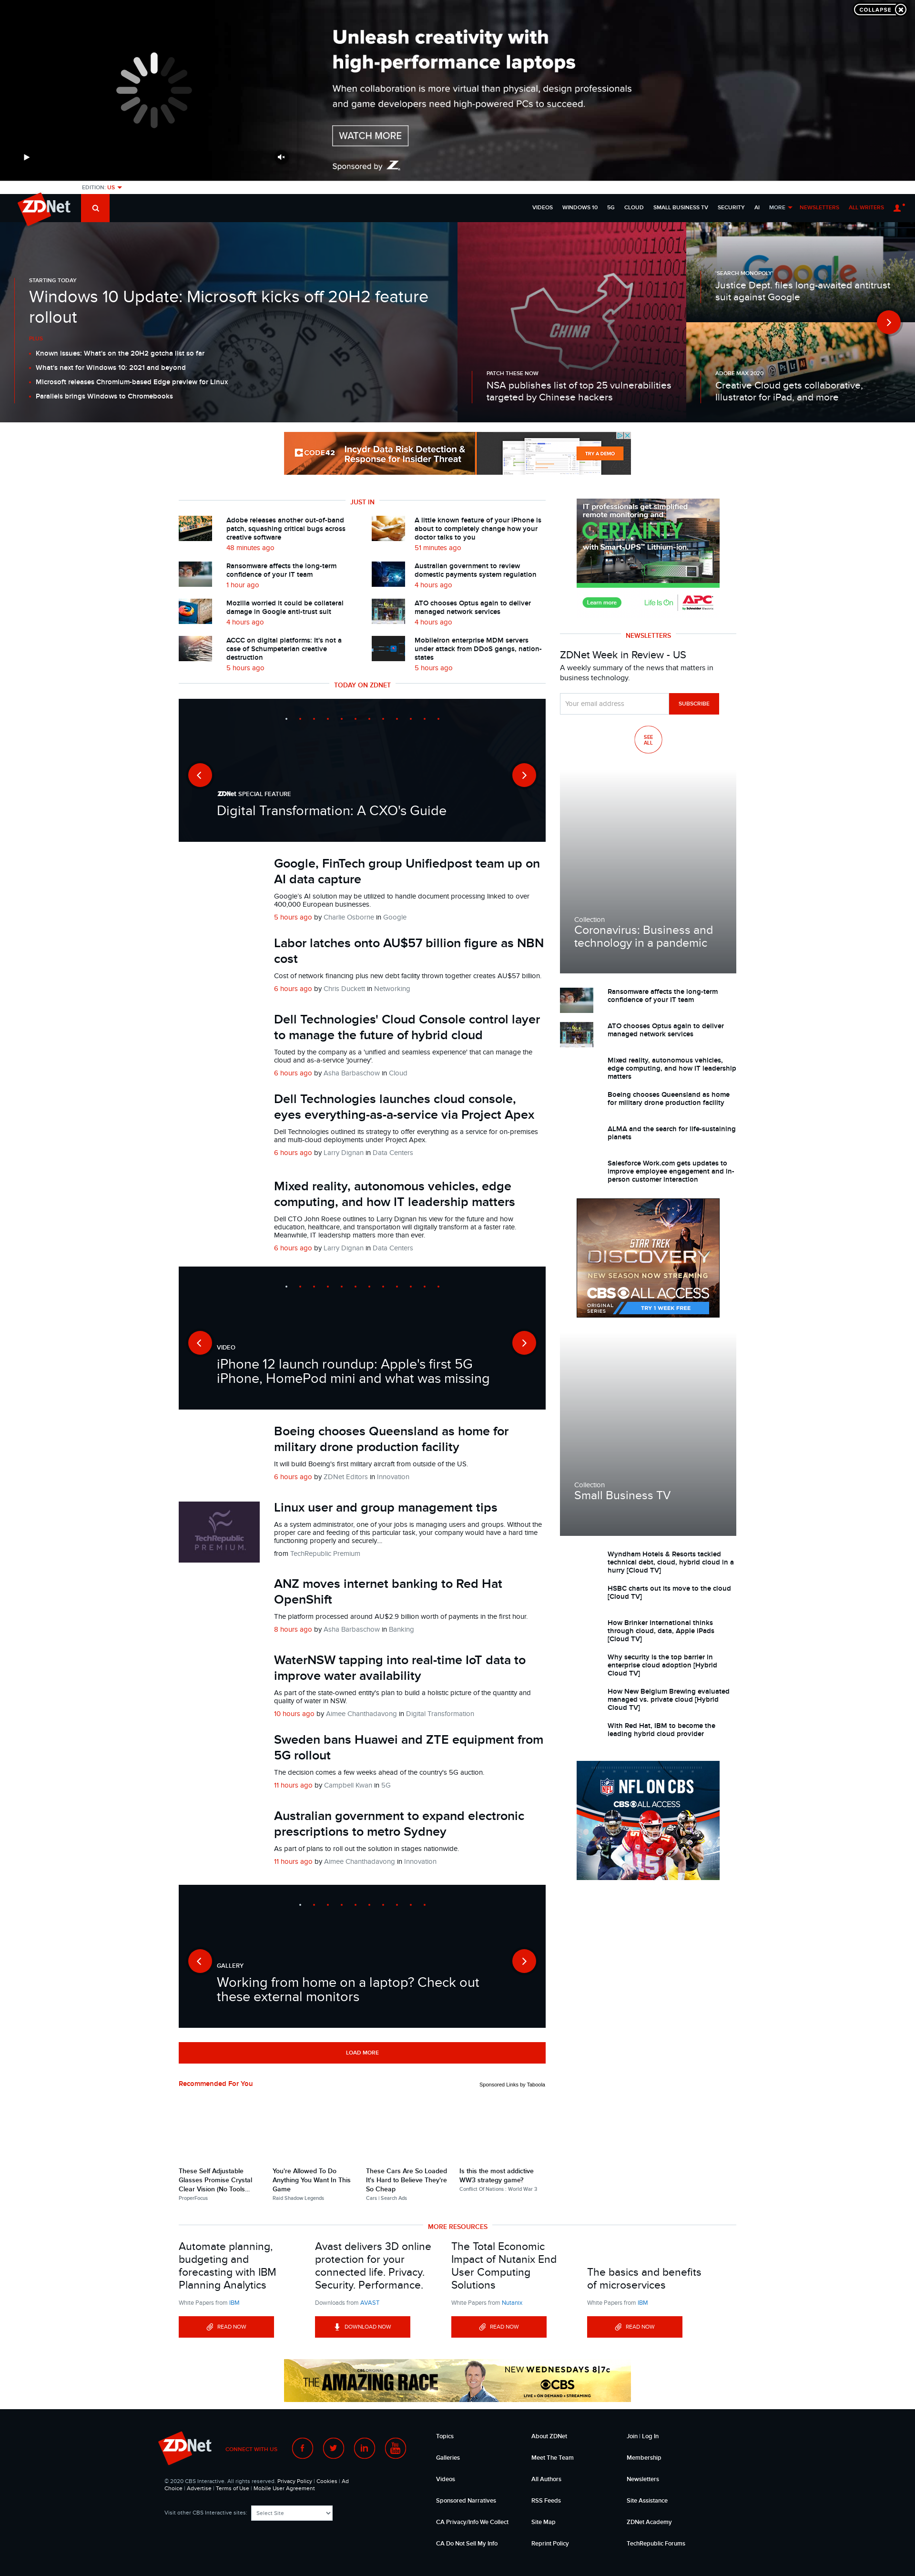 COLLAPSE
Unleash creativity with
high-performance laptops
When collaboration is more virtual than physical, design professionals
and game developers need high-powered PCs to succeed.
WATCH MORE
Sponsored by Z
EDITION: US
ZDNet
VIDEOS WINDOWS 10 5G CLOUD SMALL BUSINESS TV SECURITY AI MORE NEWSLETTERS ALL WRITERS
STARTING TODAY
Windows 10 Update: Microsoft kicks off 20H2 feature
rollout
Known issues: What's on the 20H2 gotcha list so far
What's next for Windows 10: 2021 and beyond
Microsoft releases Chromium-based Edge preview for Linux
Parallels brings Windows to Chromebooks
CHINA
PATCH THESE NOW
NSA publishes list of top 25 vulnerabilities
targeted by Chinese hackers
Google
'SEARCH MONOPOLY'
Justice Dept. files long-awaited antitrust
suit against Google
ADOBE MAX 2020
Creative Cloud gets collaborative,
Illustrator for iPad, and more
CODE42
Incydr Data Risk Detection &
Response for Insider Threat
TRY A DEMO
JUST IN
Adobe releases another out-of-band
patch, squashing critical bugs across
creative software
48 minutes ago
A little known feature of your iPhone is
about to completely change how your
doctor talks to you
51 minutes ago
Ransomware affects the long-term
confidence of your IT team
1 hour ago
Australian government to review
domestic payments system regulation
4 hours ago
Mozilla worried it could be collateral
damage in Google anti-trust suit
4 hours ago
ATO chooses Optus again to deliver
managed network services
4 hours ago
ACCC on digital platforms: It's not a
case of Schumpeterian creative
destruction
5 hours ago
MobileIron enterprise MDM servers
under attack from DDoS gangs, nation-
states
5 hours ago
IT professionals get simplified
remote monitoring and
CERTAINTY
with Smart-UPS™ Lithium-ion.
Learn more
Life Is On
APC
by Schneider Electric
NEWSLETTERS
ZDNet Week in Review - US
A weekly summary of the news that matters in
business technology.
Your email address
SUBSCRIBE
SEE
ALL
TODAY ON ZDNET
ZDNet SPECIAL FEATURE
Digital Transformation: A CXO's Guide
Google, FinTech group Unifiedpost team up on
AI data capture
Google's AI solution may be utilized to handle document processing linked to over
400,000 European businesses.
5 hours ago by Charlie Osborne in Google
Labor latches onto AU$57 billion figure as NBN
cost
Cost of network financing plus new debt facility thrown together creates AU$57 billion.
6 hours ago by Chris Duckett in Networking
Dell Technologies' Cloud Console control layer
to manage the future of hybrid cloud
Touted by the company as a 'unified and seamless experience' that can manage the
cloud and as-a-service 'journey'.
6 hours ago by Asha Barbaschow in Cloud
Dell Technologies launches cloud console,
eyes everything-as-a-service via Project Apex
Dell Technologies outlined its strategy to offer everything as a service for on-premises
and multi-cloud deployments under Project Apex.
6 hours ago by Larry Dignan in Data Centers
Mixed reality, autonomous vehicles, edge
computing, and how IT leadership matters
Dell CTO John Roese outlines to Larry Dignan his view for the future and how
education, healthcare, and transportation will digitally transform at a faster rate.
Meanwhile, IT leadership matters more than ever.
6 hours ago by Larry Dignan in Data Centers
Collection
Coronavirus: Business and
technology in a pandemic
Ransomware affects the long-term
confidence of your IT team
ATO chooses Optus again to deliver
managed network services
Mixed reality, autonomous vehicles,
edge computing, and how IT leadership
matters
Boeing chooses Queensland as home
for military drone production facility
ALMA and the search for life-sustaining
planets
Salesforce Work.com gets updates to
improve employee engagement and in-
person customer interaction
STAR TREK
DISCOVERY
NEW SEASON NOW STREAMING
CBS ALL ACCESS
ORIGINAL
SERIES
TRY 1 WEEK FREE
VIDEO
iPhone 12 launch roundup: Apple's first 5G
iPhone, HomePod mini and what was missing
Boeing chooses Queensland as home for
military drone production facility
It will build Boeing's first military aircraft from outside of the US.
6 hours ago by ZDNet Editors in Innovation
TechRepublic
PREMIUM
Linux user and group management tips
As a system administrator, one of your jobs is managing users and groups. Without the
proper care and feeding of this particular task, your company would have a hard time
functioning properly and securely....
from TechRepublic Premium
ANZ moves internet banking to Red Hat
OpenShift
The platform processed around AU$2.9 billion worth of payments in the first hour.
8 hours ago by Asha Barbaschow in Banking
WaterNSW tapping into real-time IoT data to
improve water availability
As part of the state-owned entity's plan to build a holistic picture of the quantity and
quality of water in NSW.
10 hours ago by Aimee Chanthadavong in Digital Transformation
Sweden bans Huawei and ZTE equipment from
5G rollout
The decision comes a few weeks ahead of the country's 5G auction.
11 hours ago by Campbell Kwan in 5G
Australian government to expand electronic
prescriptions to metro Sydney
As part of plans to roll out the solution in stages nationwide.
11 hours ago by Aimee Chanthadavong in Innovation
Collection
Small Business TV
Wyndham Hotels & Resorts tackled
technical debt, cloud, hybrid cloud in a
hurry [Cloud TV]
HSBC charts out its move to the cloud
[Cloud TV]
How Brinker International thinks
through cloud, data, Apple iPads
[Cloud TV]
Why security is the top barrier in
enterprise cloud adoption [Hybrid
Cloud TV]
How New Belgium Brewing evaluated
managed vs. private cloud [Hybrid
Cloud TV]
With Red Hat, IBM to become the
leading hybrid cloud provider
NFL ON CBS
CBS ALL ACCESS
15
GALLERY
Working from home on a laptop? Check out
these external monitors
LOAD MORE
Recommended For You
Sponsored Links by Taboola
These Self Adjustable
Glasses Promise Crystal
Clear Vision (No Tools...
ProperFocus
You're Allowed To Do
Anything You Want In This
Game
Raid Shadow Legends
These Cars Are So Loaded
It's Hard to Believe They're
So Cheap
Cars | Search Ads
Is this the most addictive
WW3 strategy game?
Conflict Of Nations : World War 3
MORE RESOURCES
Automate planning,
budgeting and
forecasting with IBM
Planning Analytics
White Papers from IBM
READ NOW
Avast delivers 3D online
protection for your
connected life. Privacy.
Security. Performance.
Downloads from AVAST
DOWNLOAD NOW
The Total Economic
Impact of Nutanix End
User Computing
Solutions
White Papers from Nutanix
READ NOW
The basics and benefits
of microservices
White Papers from IBM
READ NOW
THE AMAZING RACE
NEW WEDNESDAYS 8|7c
CBS
LIVE + ON DEMAND + STREAMING
ZDNet
CONNECT WITH US
© 2020 CBS Interactive. All rights reserved. Privacy Policy | Cookies | Ad
Choice | Advertise | Terms of Use | Mobile User Agreement
Visit other CBS Interactive sites: Select Site
Topics
Galleries
Videos
Sponsored Narratives
CA Privacy/Info We Collect
CA Do Not Sell My Info
About ZDNet
Meet The Team
All Authors
RSS Feeds
Site Map
Reprint Policy
Join | Log In
Membership
Newsletters
Site Assistance
ZDNet Academy
TechRepublic Forums